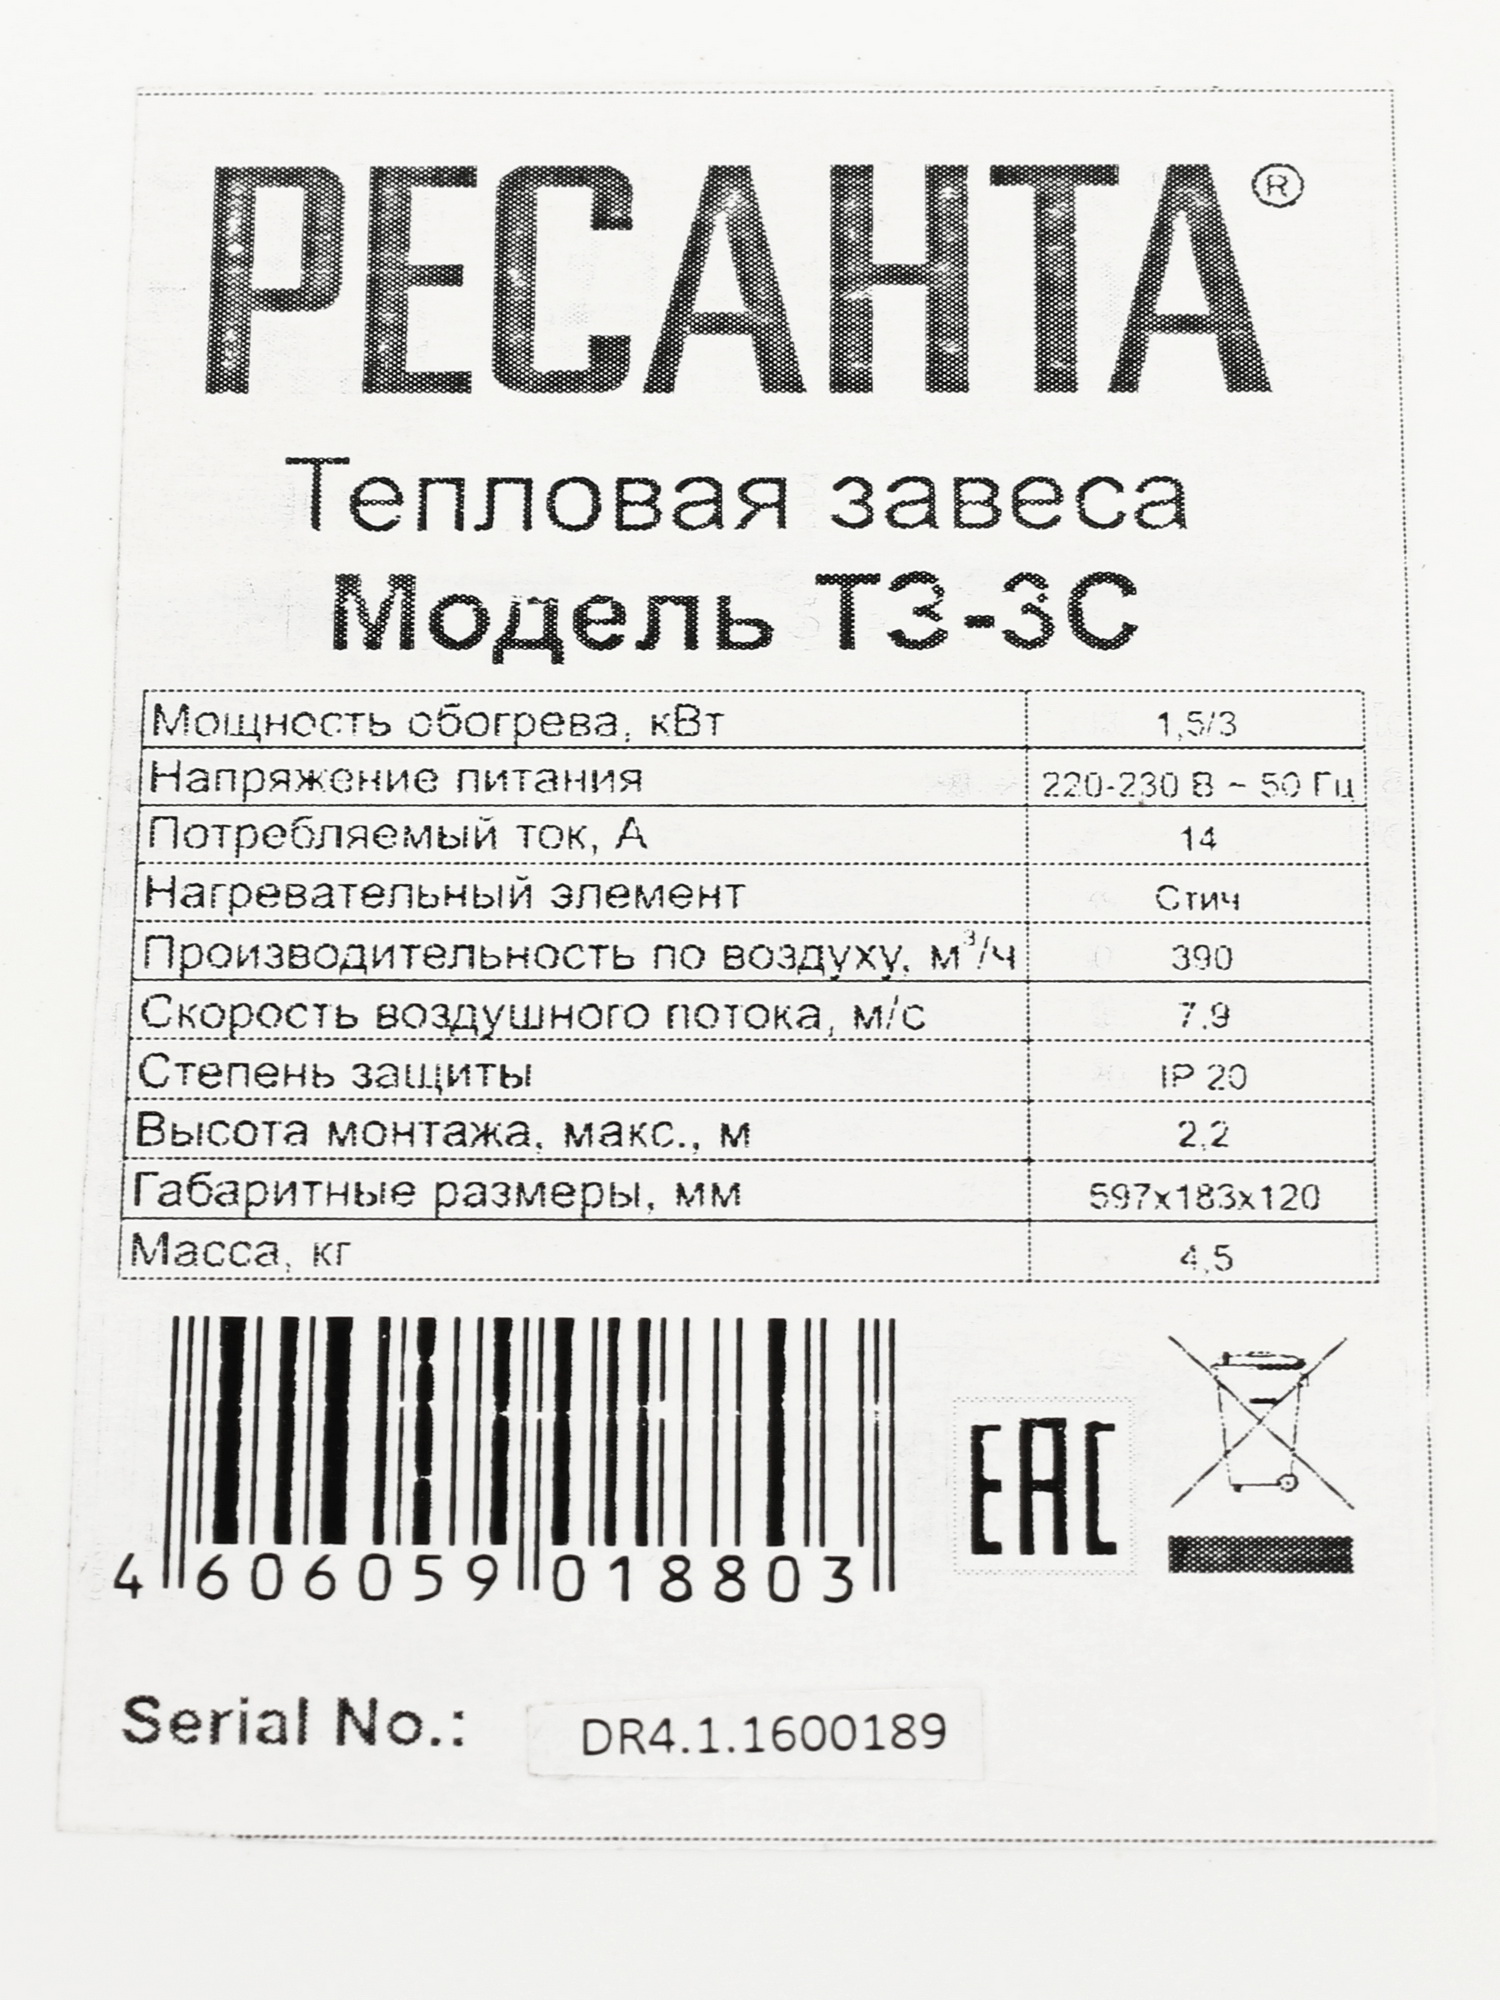 РЕСАНТА®
Тепловая завеса
Модель ТЗ-3С
Мощность обогрева, кВт 1,5/3
Напряжение питания 220-230 В ~ 50 Гц
Потребляемый ток, А 14
Нагревательный элемент Стич
Производительность по воздуху, м³/ч 390
Скорость воздушного потока, м/с 7.9
Степень защиты IP 20
Высота монтажа, макс., м 2,2
Габаритные размеры, мм 597х183х120
Масса, кг 4,5
4 606059 018803
ЕАС
Serial No.: DR4.1.1600189